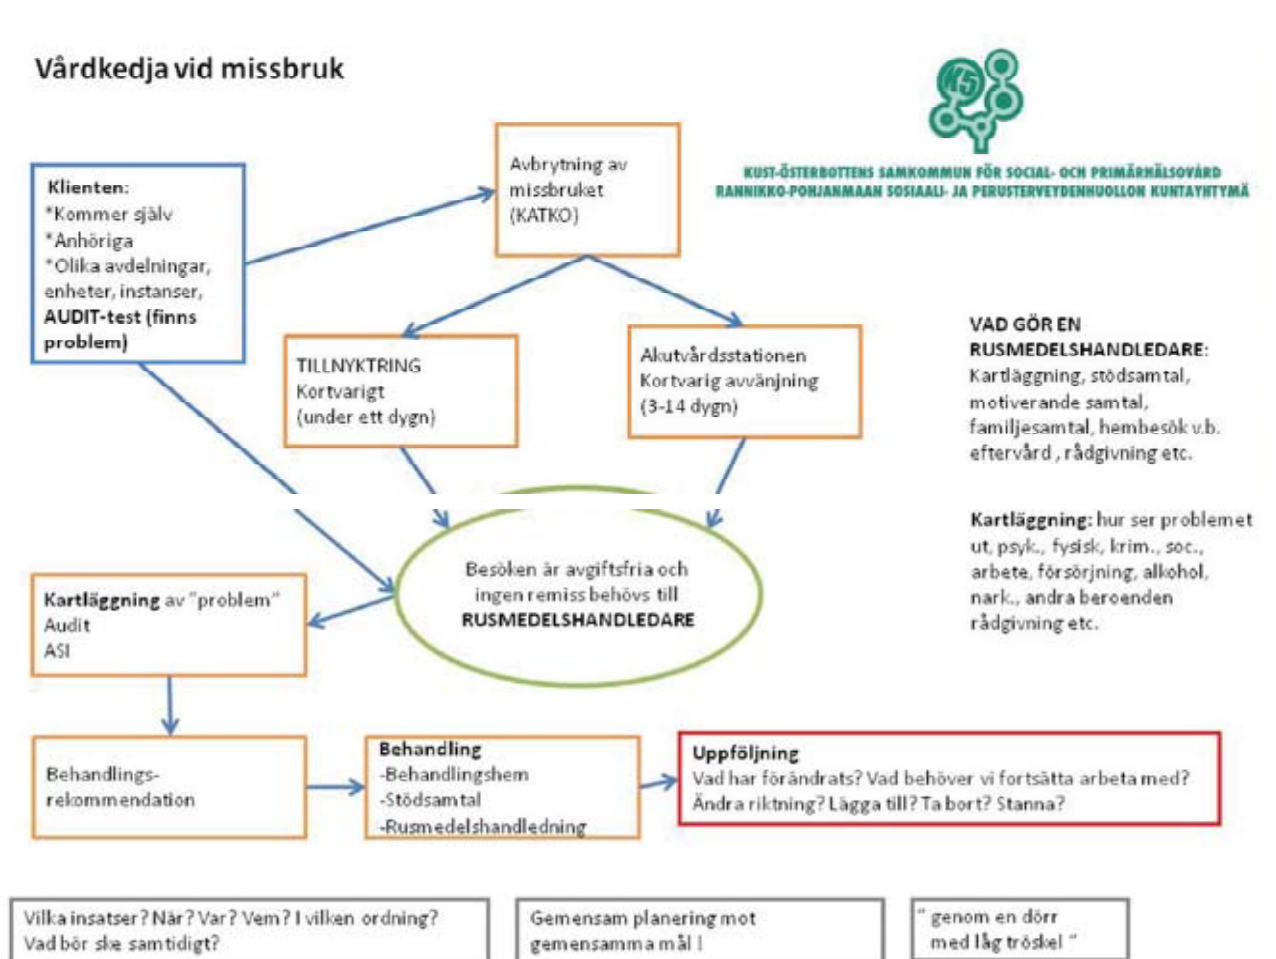 Vårdkedja vid missbruk
K5
KUST-ÖSTERBOTTENS SAMKOMMUN FÖR SOCIAL- OCH PRIMÄRHÄLSOVÅRD
RANNIKKO-POHJANMAAN SOSIAALI- JA PERUSTERVEYDENHUOLLON KUNTAYHTYMÄ
Klienten:
*Kommer själv
*Anhöriga
*Olika avdelningar,
enheter, instanser,
AUDIT-test (finns
problem)
Avbrytning av
missbruket
(KATKO)
TILLNYKTRING
Kortvarigt
(under ett dygn)
Akutvårdsstationen
Kortvarig avvänjning
(3-14 dygn)
VAD GÖR EN
RUSMEDELSHANDLEDARE:
Kartläggning, stödsamtal,
motiverande samtal,
familjesamtal, hembesök v.b.
eftervård , rådgivning etc.
Kartläggning: hur ser problemet
ut, psyk., fysisk, krim., soc.,
arbete, försörjning, alkohol,
nark., andra beroenden
rådgivning etc.
Besöken är avgiftsfria och
ingen remiss behövs till
RUSMEDELSHANDLEDARE
Kartläggning av "problem"
Audit
ASI
Behandlings-
rekommendation
Behandling
-Behandlingshem
-Stödsamtal
-Rusmedelshandledning
Uppföljning
Vad har förändrats? Vad behöver vi fortsätta arbeta med?
Ändra riktning? Lägga till? Ta bort? Stanna?
Vilka insatser? När? Var? Vem? I vilken ordning?
Vad bör ske samtidigt?
Gemensam planering mot
gemensamma mål !
" genom en dörr
med låg tröskel "